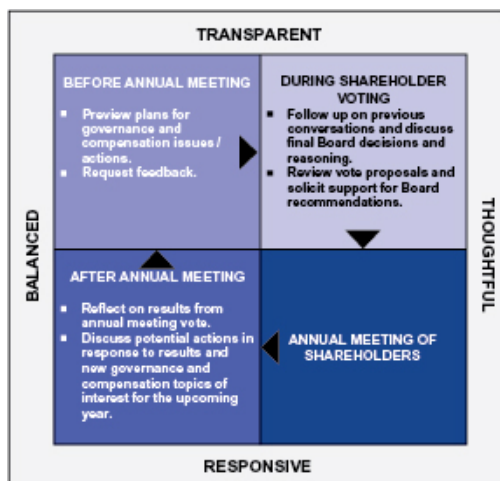 TRANSPARENT
BEFORE ANNUAL MEETING
▪ Preview plans for
governance and
compensation issues /
actions.
▪ Request feedback.
DURING SHAREHOLDER
VOTING
▪ Follow up on previous
conversations and discuss
final Board decisions and
reasoning.
▪ Review vote proposals and
solicit support for Board
recommendations.
BALANCED
THOUGHTFUL
AFTER ANNUAL MEETING
▪ Reflect on results from
annual meeting vote.
▪ Discuss potential actions in
response to results and
new governance and
compensation topics of
interest for the upcoming
year.
ANNUAL MEETING OF
SHAREHOLDERS
RESPONSIVE